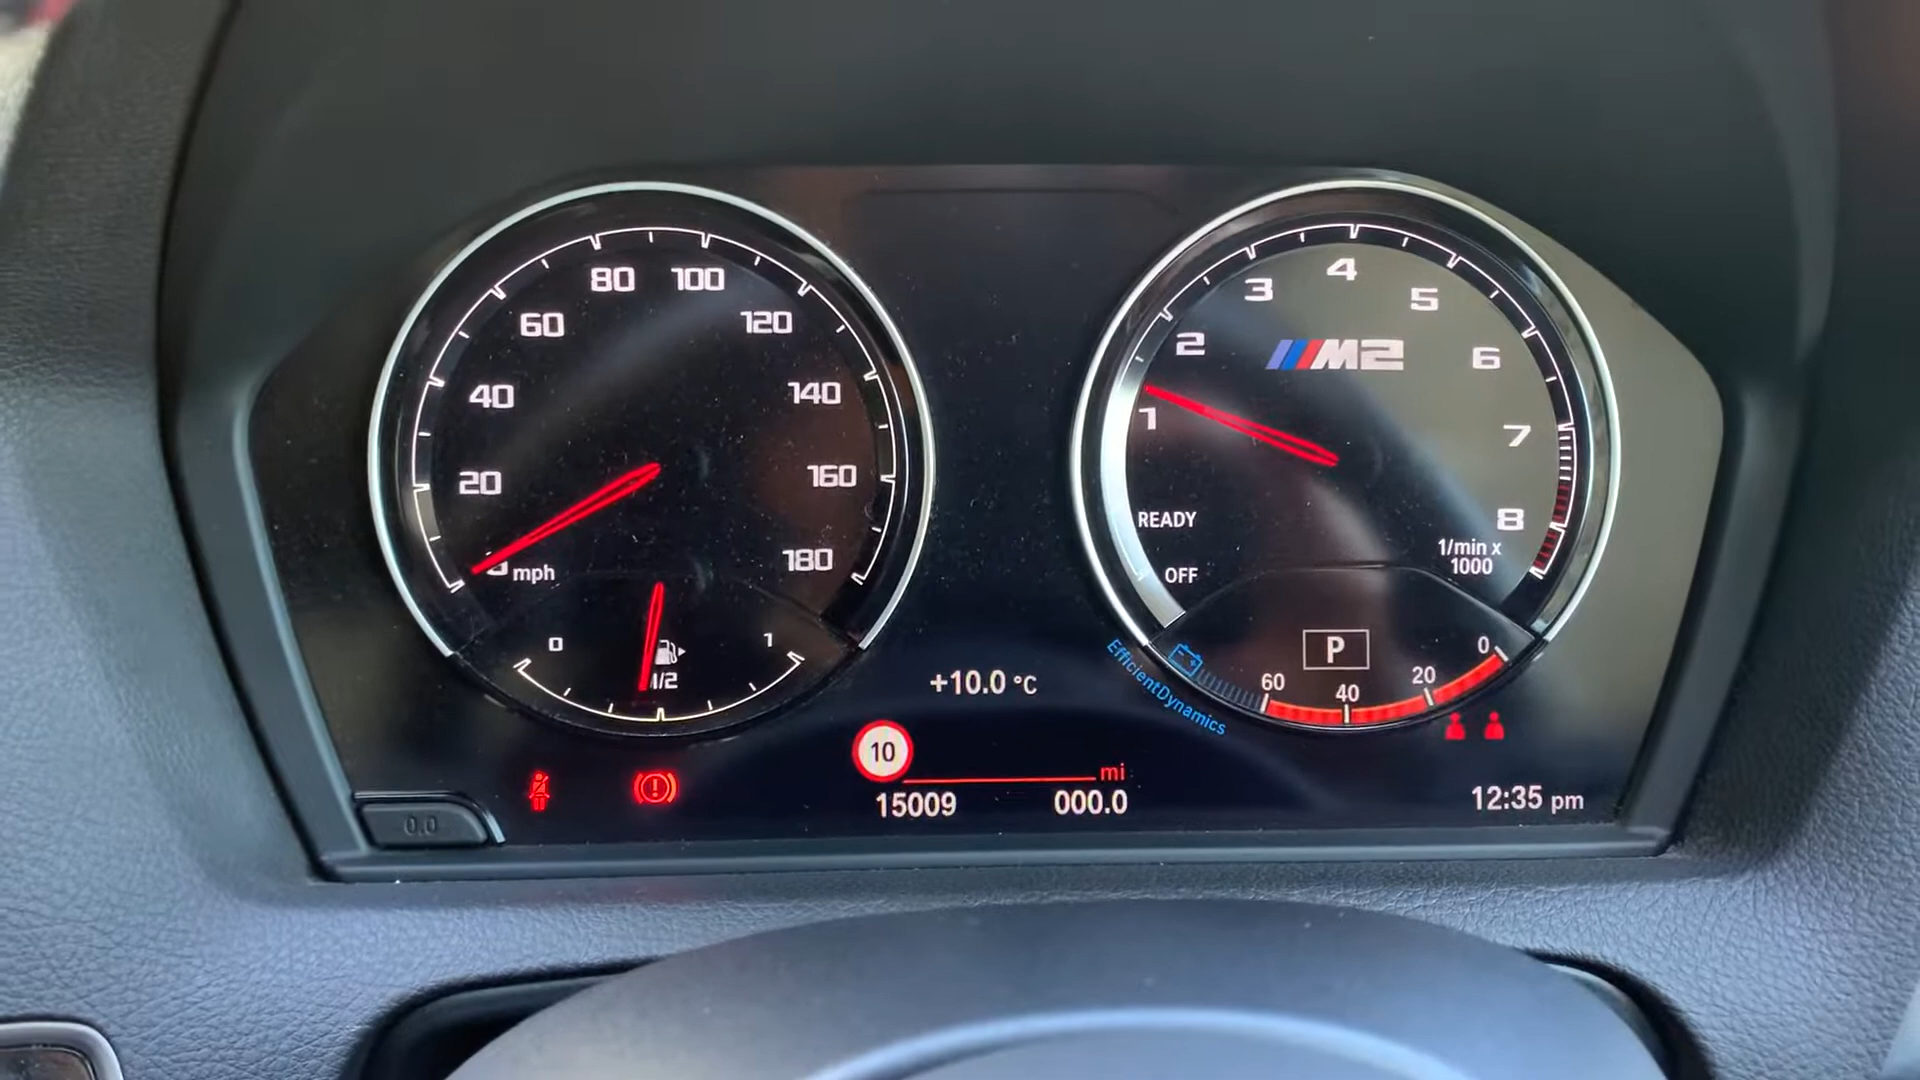 80 100
60 120
40 140
20 160
mph 180
0 1/2 1
3 4 5
2 M2 6
1 7
READY 8
1/min x
OFF 1000
P
60 40 20 0
EfficientDynamics
+10.0 °C
10
mi
15009 000.0
12:35 pm
0.0